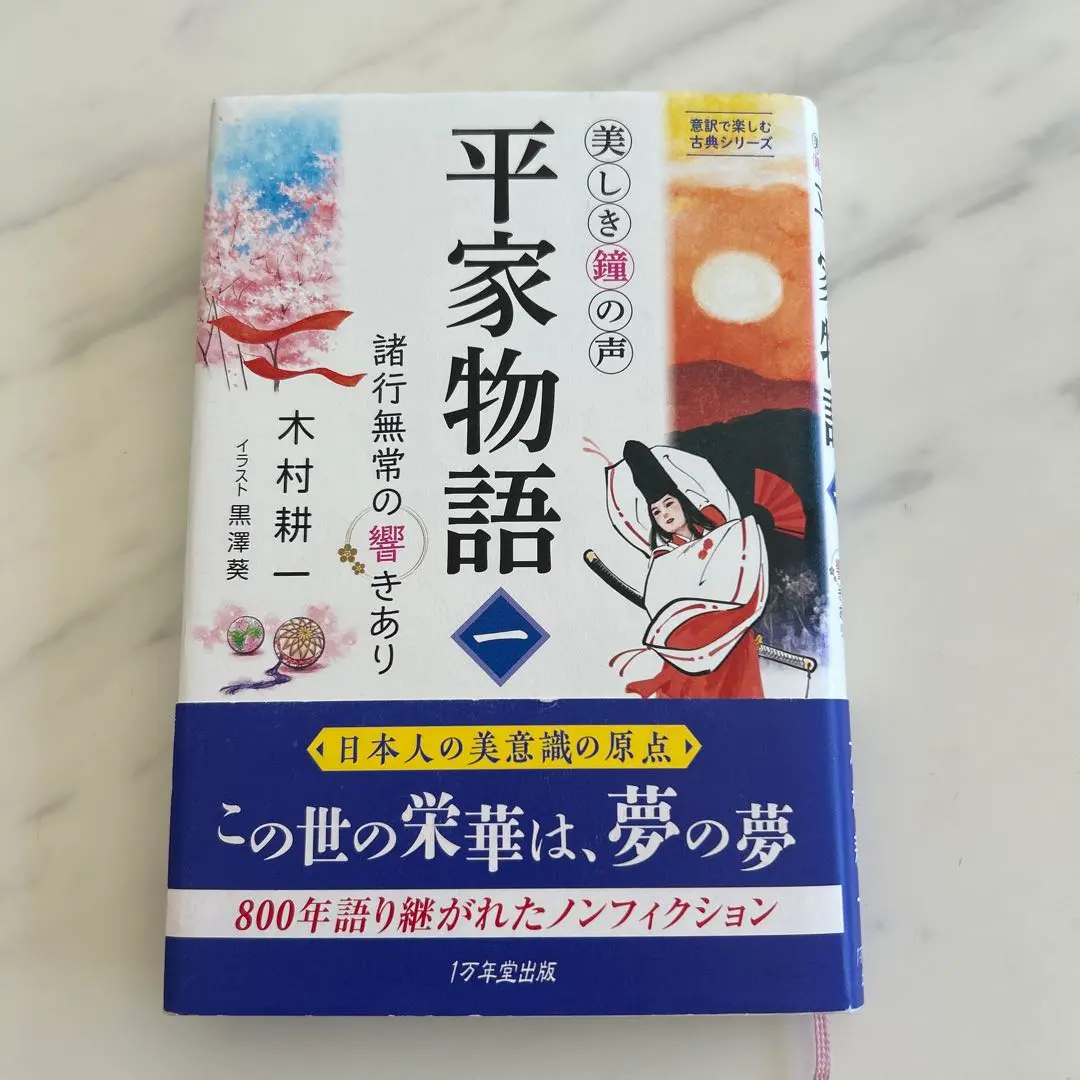 意訳で楽しむ
古典シリーズ
美しき鐘の声
平家物語
一
諸行無常の響きあり
木村耕一
イラスト 黒澤葵
日本人の美意識の原点
この世の栄華は、夢の夢
800年語り継がれたノンフィクション
1万年堂出版